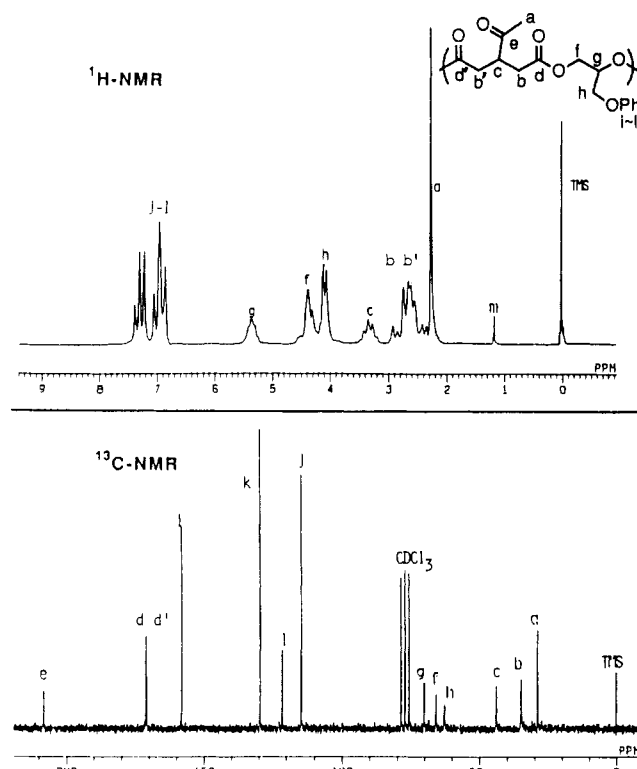 ¹H-NMR
O
a
O
e
O
f
g
O
d'
b'
c
b
d
O
h
OPh
i~l
j-l
g
f
h
c
b b'
a
m
TMS
9 8 7 6 5 4 3 2 1 0
PPM
¹³C-NMR
e
d d'
i
k
l
j
CDCl₃
g
f
h
c
b
a
TMS
PPM